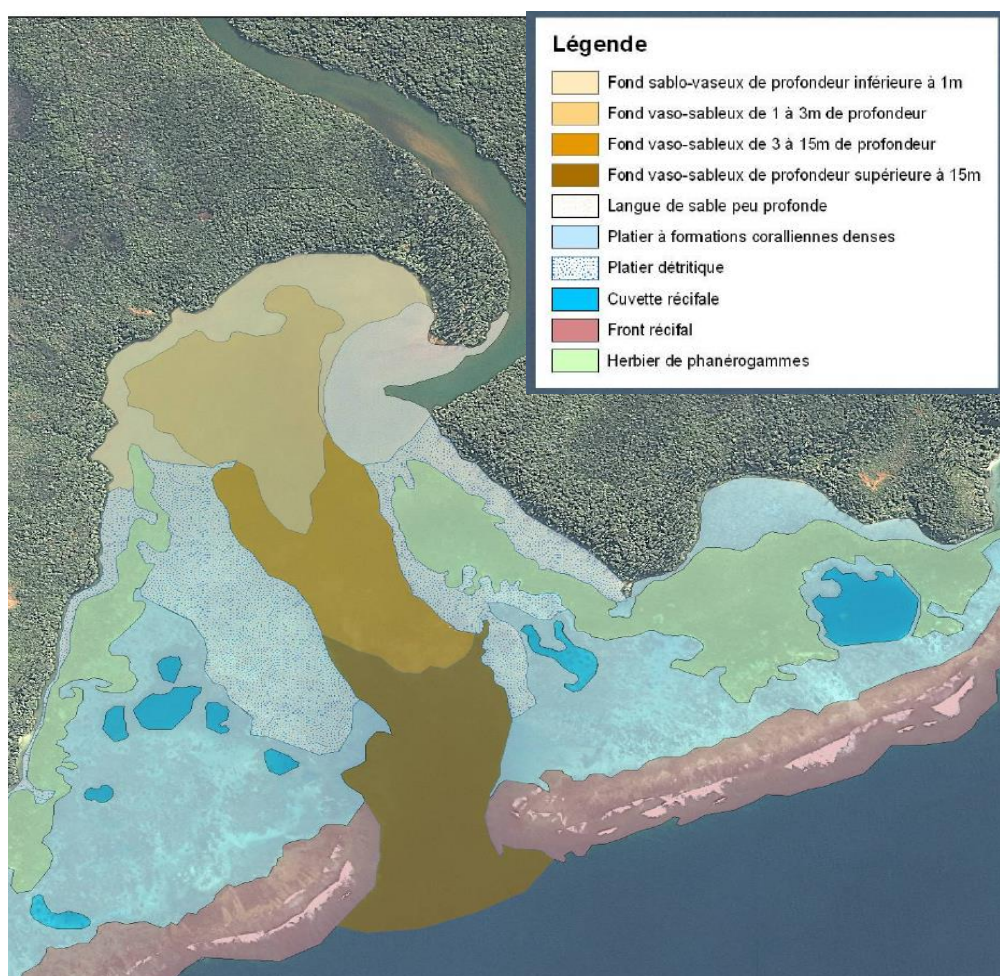 Légende
Fond sablo-vaseux de profondeur inférieure à 1m
Fond vaso-sableux de 1 à 3m de profondeur
Fond vaso-sableux de 3 à 15m de profondeur
Fond vaso-sableux de profondeur supérieure à 15m
Langue de sable peu profonde
Platier à formations coralliennes denses
Platier détritique
Cuvette récifale
Front récifal
Herbier de phanérogammes